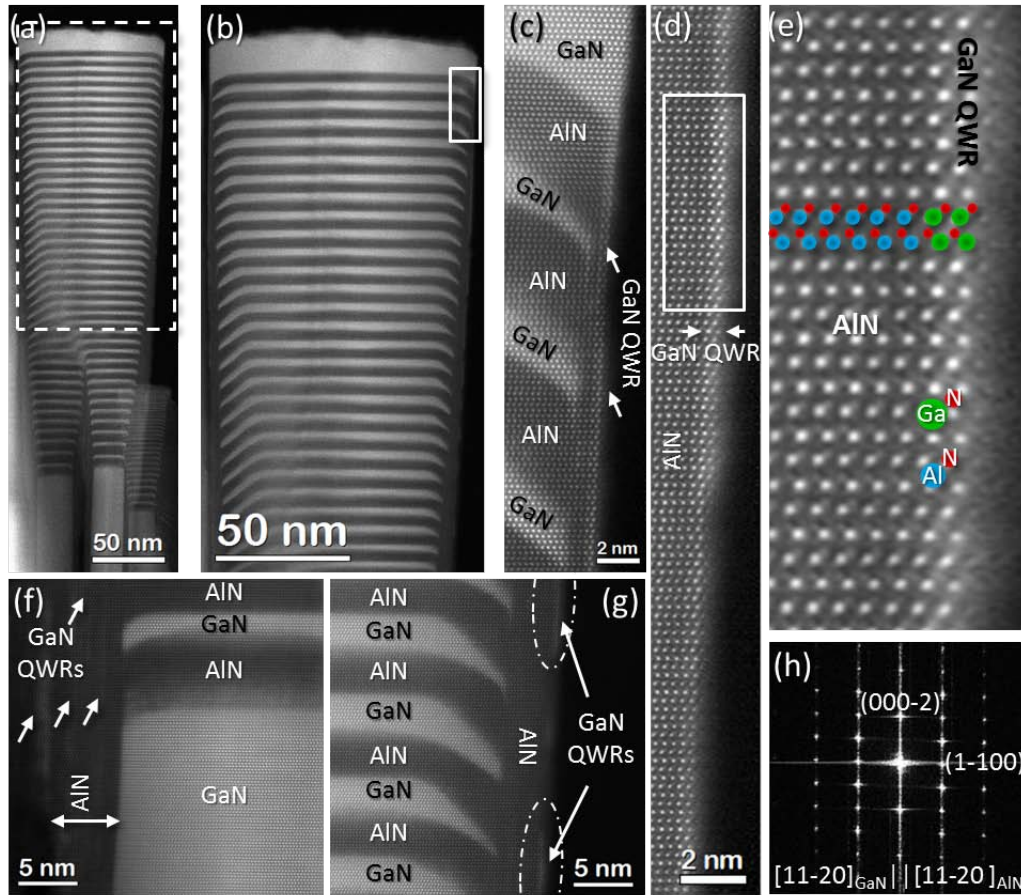 (a)
50 nm
(b)
50 nm
(c)
GaN
AlN
GaN
AlN
GaN
AlN
GaN
GaN QWR
2 nm
(d)
GaN QWR
AlN
2 nm
(e)
GaN QWR
AlN
Ga N
Al N
(f)
AlN
GaN
GaN
QWRs
AlN
AlN
GaN
5 nm
(g)
AlN
GaN
AlN
GaN
AlN
GaN
AlN
GaN
AlN
GaN
QWRs
5 nm
(h)
(000-2)
(1-100)
[11-20]GaN||[11-20]AlN